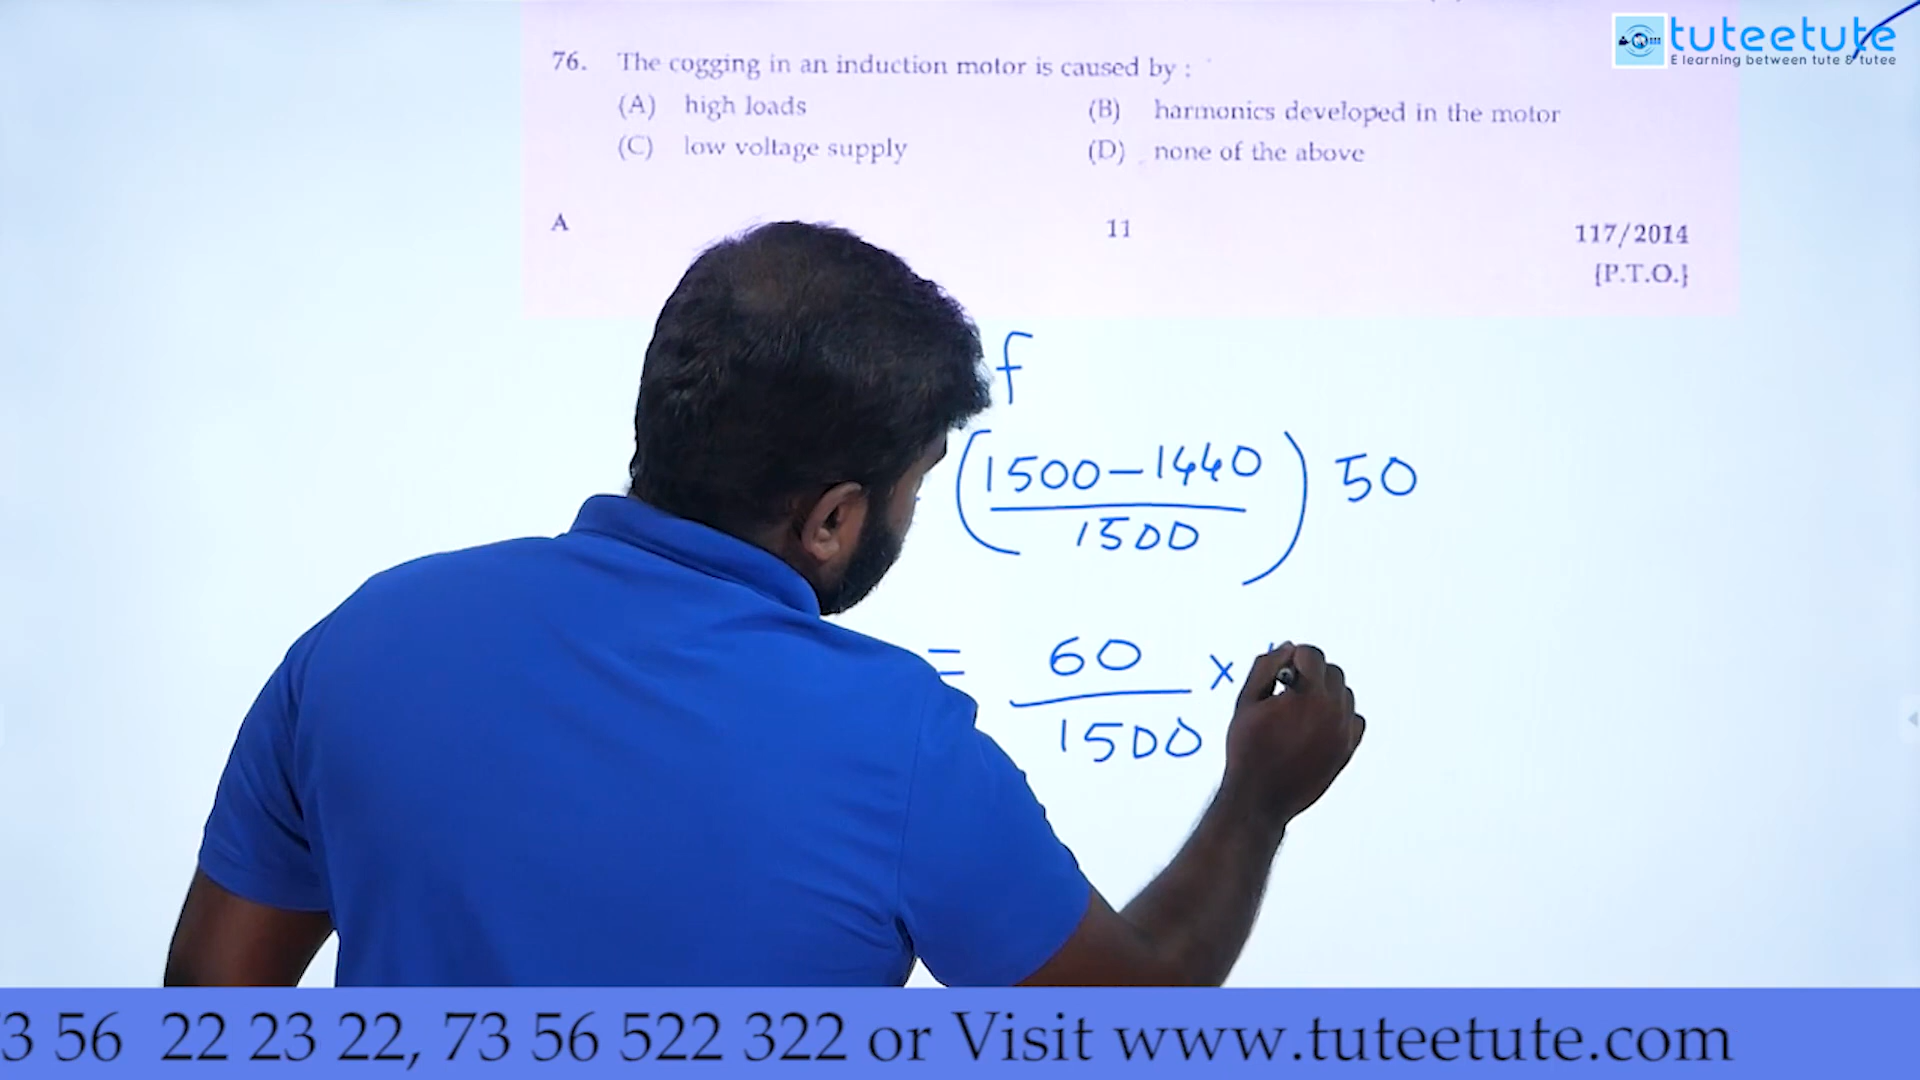 tuteetute
E learning between tute & tutee
76. The cogging in an induction motor is caused by :
(A) high loads
(B) harmonics developed in the motor
(C) low voltage supply
(D) none of the above
A 11 117/2014
[P.T.O.]
f
(1500-1440
1500) 50
= 60 ×
1500
3 56 22 23 22, 73 56 522 322 or Visit www.tuteetute.com